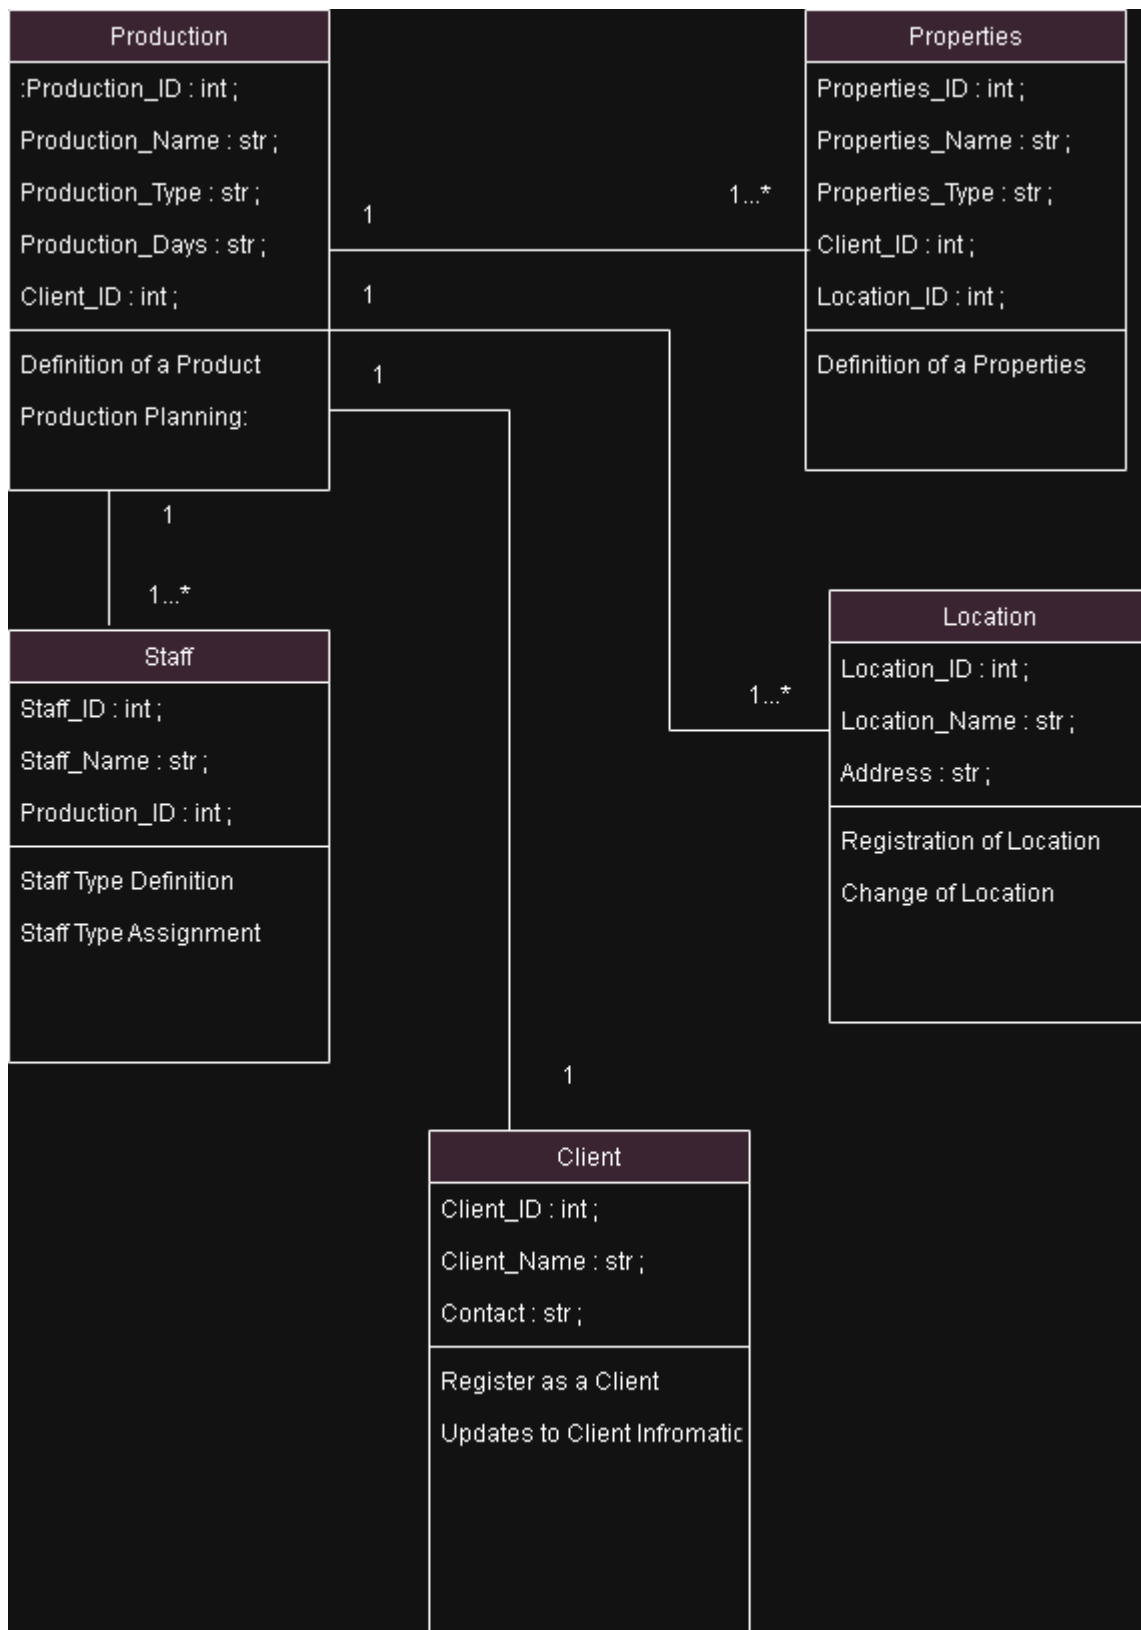 Production
:Production_ID : int ;
Production_Name : str ;
Production_Type : str ;
Production_Days : str ;
Client_ID : int ;
Definition of a Product
Production Planning:
1
1...*
1
1
Properties
Properties_ID : int ;
Properties_Name : str ;
Properties_Type : str ;
Client_ID : int ;
Location_ID : int ;
Definition of a Properties
1
1...*
Staff
Staff_ID : int ;
Staff_Name : str ;
Production_ID : int ;
Staff Type Definition
Staff Type Assignment
1...*
Location
Location_ID : int ;
Location_Name : str ;
Address : str ;
Registration of Location
Change of Location
1
Client
Client_ID : int ;
Client_Name : str ;
Contact : str ;
Register as a Client
Updates to Client Infromatic